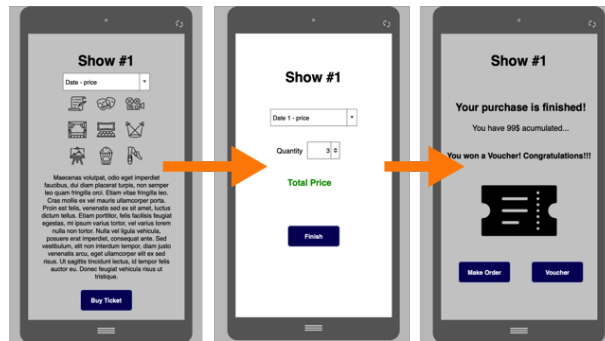 Show #1
Date - price
Maecenas volutpat, odio eget imperdiet
faucibus, dui diam placerat turpis, non semper
leo quam fringilla orci. Etiam vitae fringilla leo.
Cras mollis ex vel mauris ullamcorper porta.
Proin est felis, venenatis sed ex sit amet, luctus
dictum tellus. Etiam porttitor, felis facilisis feugiat
egestas, mi ipsum varius tortor, vel varius lorem
nulla non tortor. Nulla vel ligula vehicula,
posuere erat imperdiet, consequat ante. Sed
vestibulum, elit non interdum tempor, diam justo
venenatis arcu, eget ullamcorper elit ex sed
risus. Ut sagittis tincidunt lectus, id tempor felis
auctor eu. Donec feugiat vehicula risus ut
tristique.
Buy Ticket
Show #1
Date 1 - price
Quantity 3
Total Price
Finish
Show #1
Your purchase is finished!
You have 99$ acumulated...
You won a Voucher! Congratulations!!!
Make Order Voucher